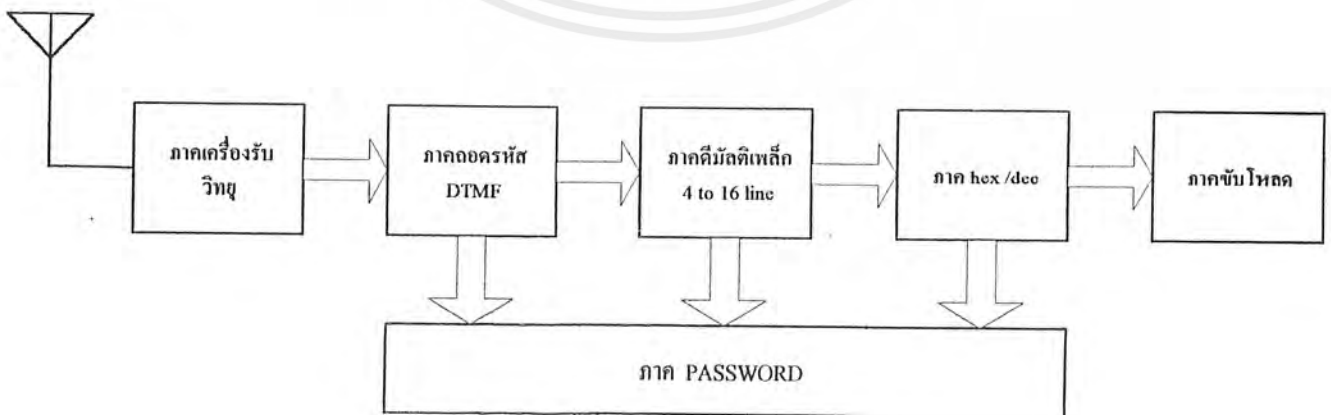 ภาคเครื่องรับ
วิทยุ
ภาคถอดรหัส
DTMF
ภาคดีมัลติเพล็ก
4 to 16 line
ภาค hex /dec
ภาคขับโหลด
ภาค PASSWORD